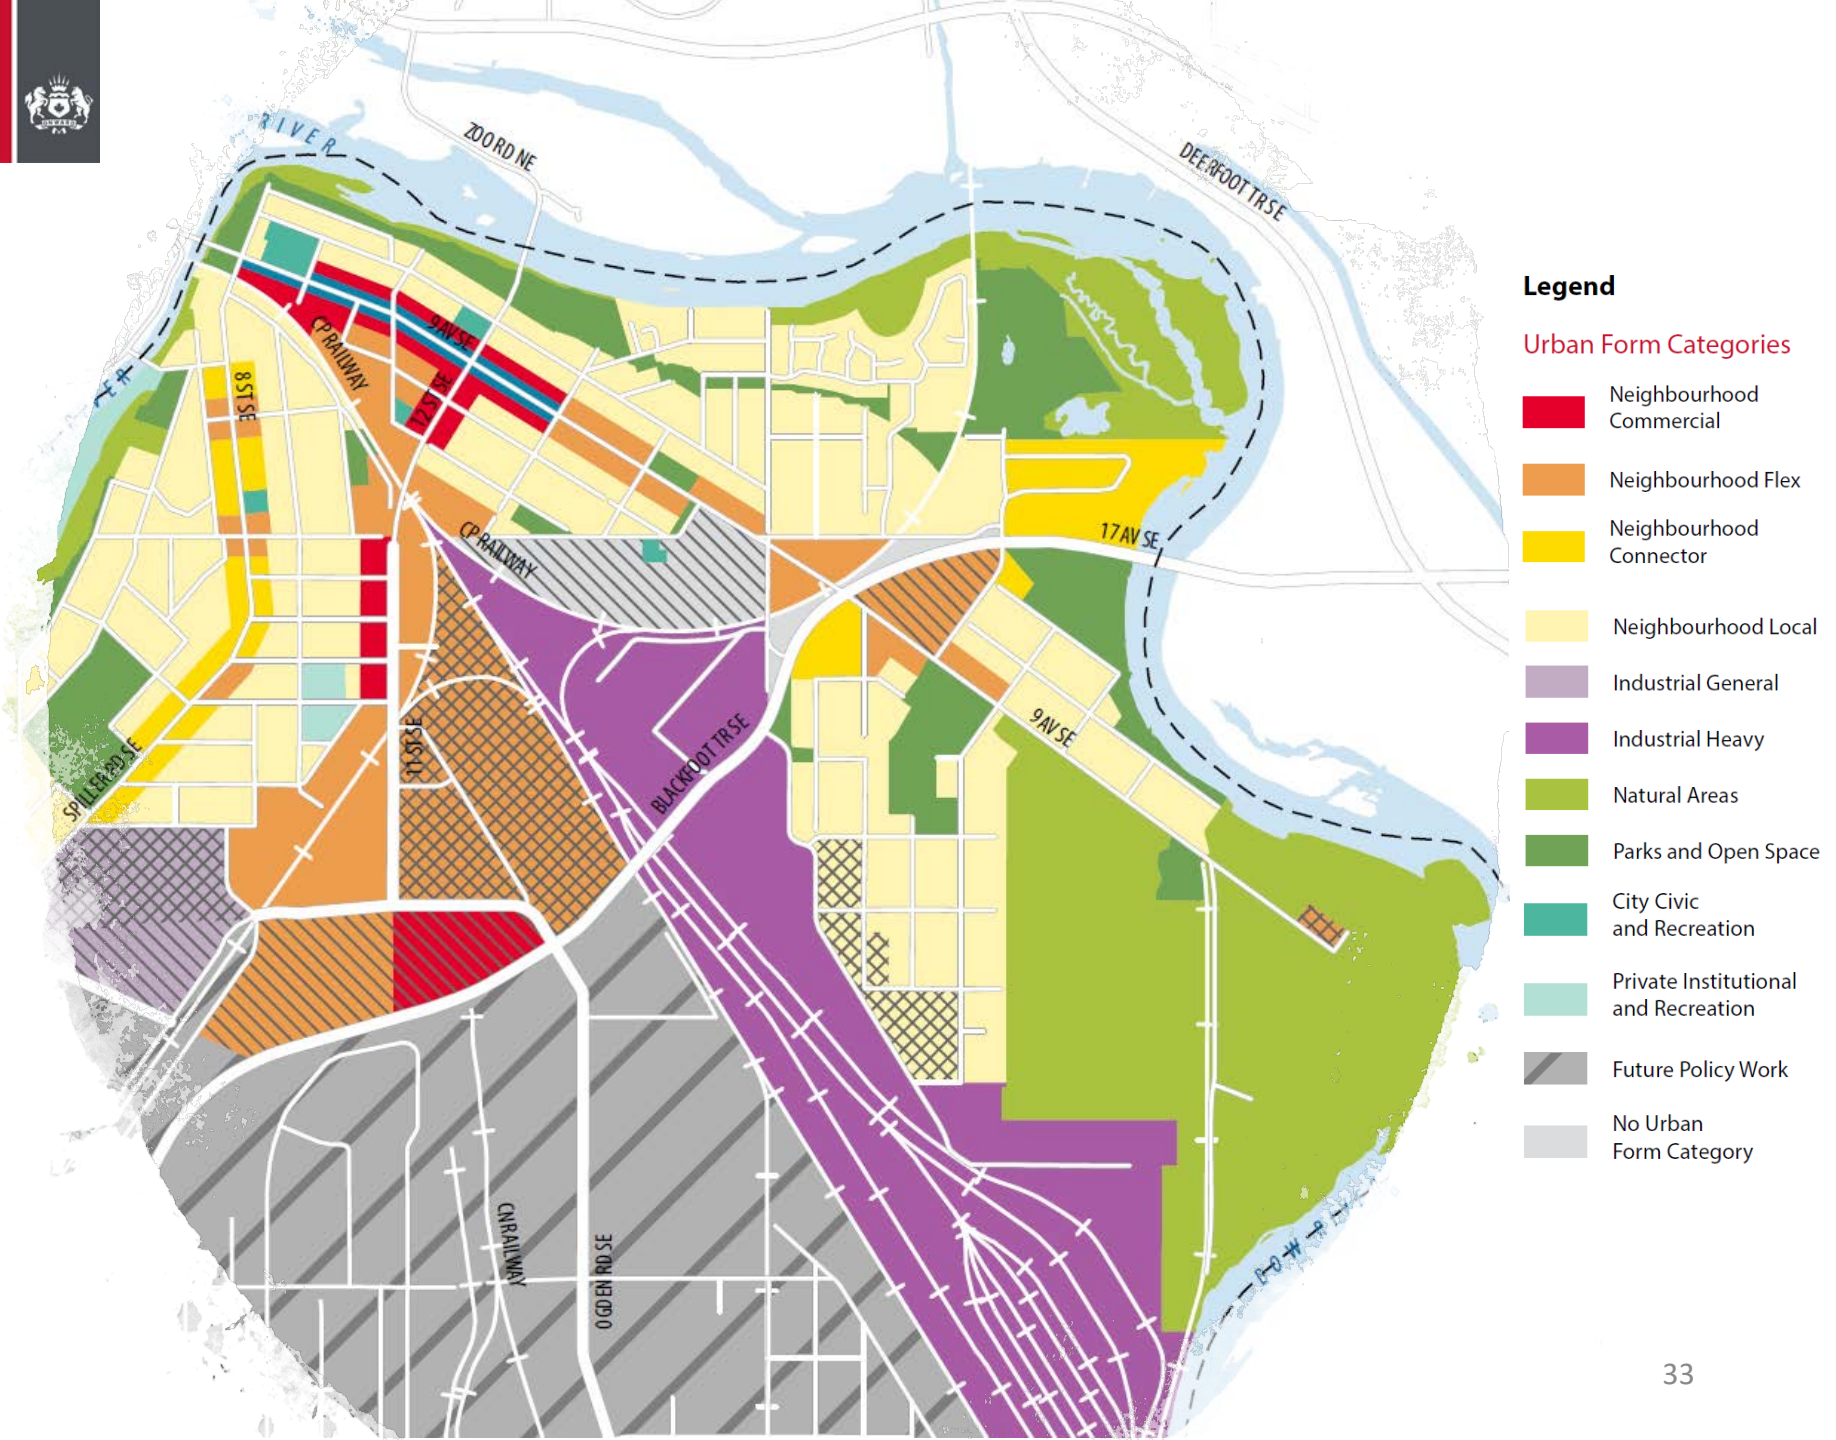 ONWARD
RIVER
ZOO RD NE
DEERFOOT TR SE
CP RAILWAY
9 AV SE
8 ST SE
12 ST SE
CP RAILWAY
17 AV SE
11 ST SE
BLACKFOOT TR SE
9 AV SE
SPILLER RD SE
CN RAILWAY
OGDEN RD SE
BOW
Legend
Urban Form Categories
Neighbourhood
Commercial
Neighbourhood Flex
Neighbourhood
Connector
Neighbourhood Local
Industrial General
Industrial Heavy
Natural Areas
Parks and Open Space
City Civic
and Recreation
Private Institutional
and Recreation
Future Policy Work
No Urban
Form Category
33